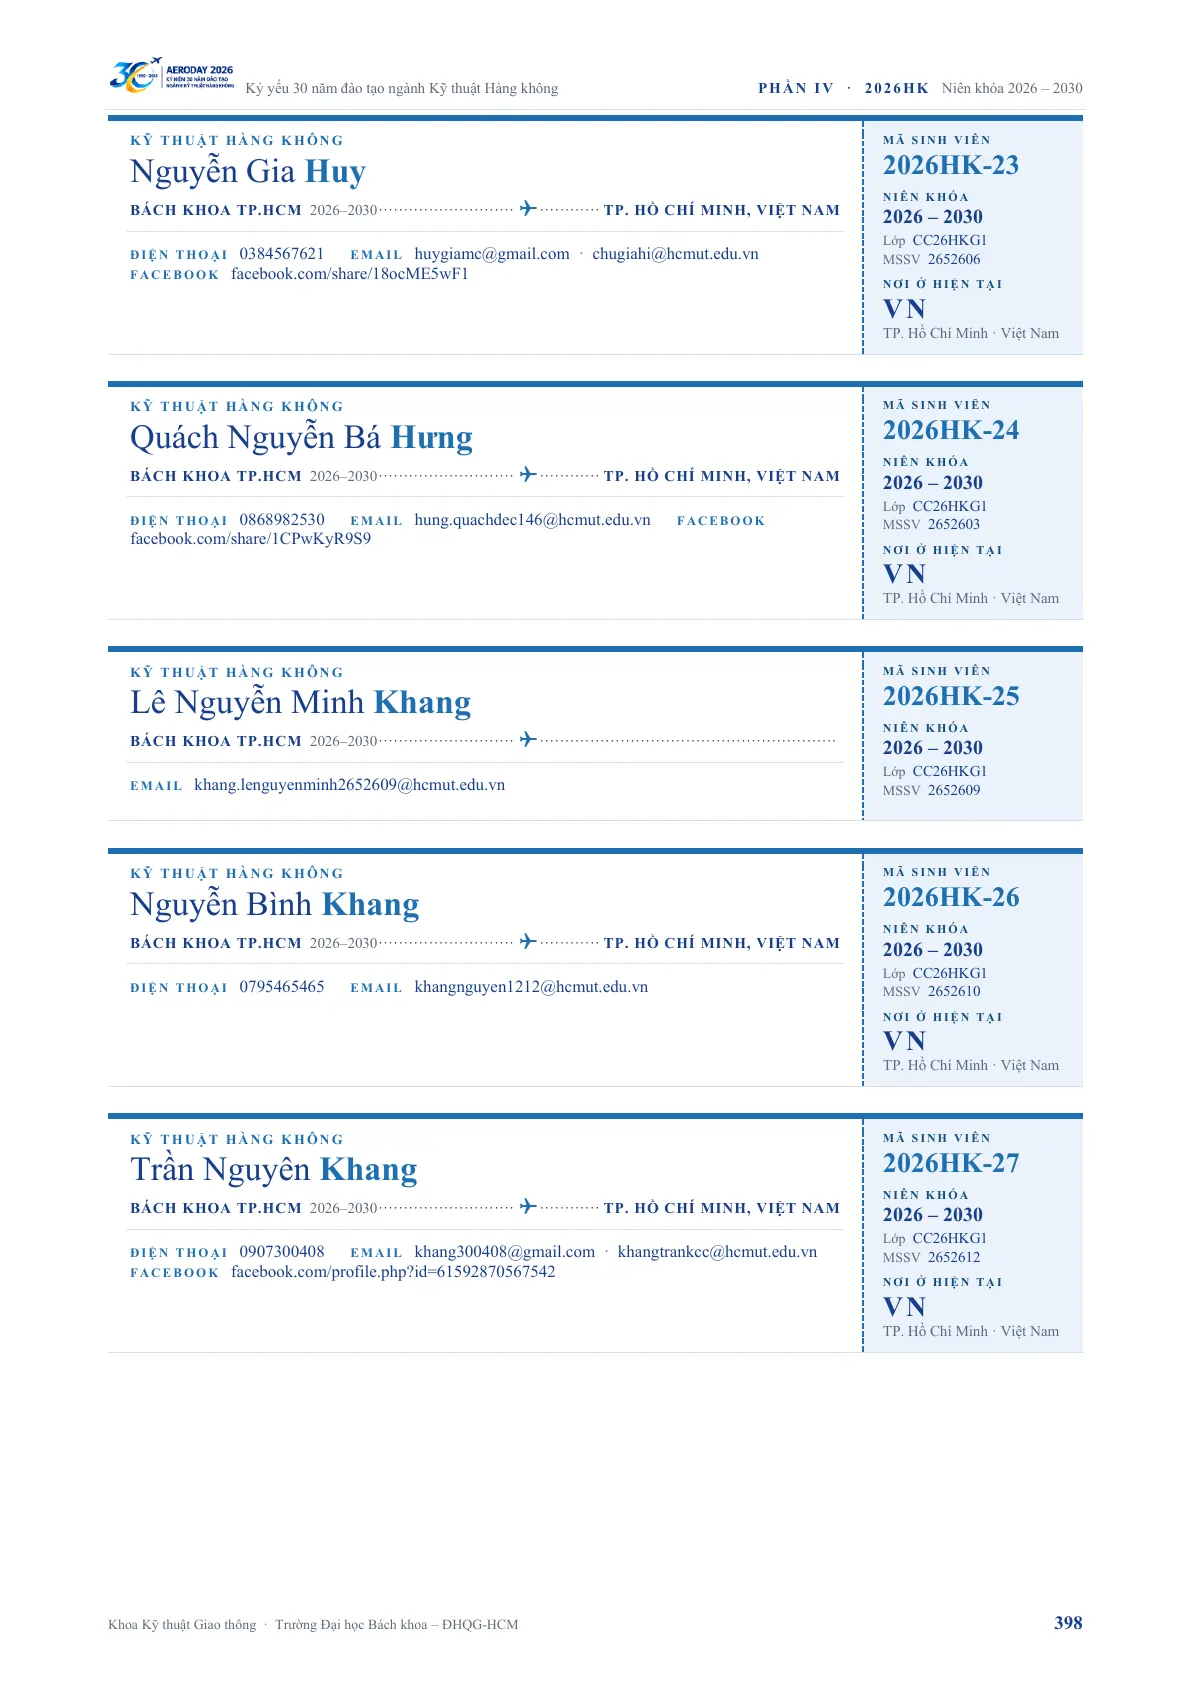 30
1996 - 2026
AERODAY 2026
KỶ NIỆM 30 NĂM ĐÀO TẠO
NGÀNH KỸ THUẬT HÀNG KHÔNG
Kỷ yếu 30 năm đào tạo ngành Kỹ thuật Hàng không
PHẦN IV · 2026HK Niên khóa 2026 – 2030
KỸ THUẬT HÀNG KHÔNG
Nguyễn Gia Huy
BÁCH KHOA TP.HCM 2026–2030 TP. HỒ CHÍ MINH, VIỆT NAM
ĐIỆN THOẠI 0384567621 EMAIL huygiamc@gmail.com · chugiahi@hcmut.edu.vn
FACEBOOK facebook.com/share/18ocME5wF1
MÃ SINH VIÊN
2026HK-23
NIÊN KHÓA
2026 – 2030
Lớp CC26HKG1
MSSV 2652606
NƠI Ở HIỆN TẠI
VN
TP. Hồ Chí Minh · Việt Nam
KỸ THUẬT HÀNG KHÔNG
Quách Nguyễn Bá Hưng
BÁCH KHOA TP.HCM 2026–2030 TP. HỒ CHÍ MINH, VIỆT NAM
ĐIỆN THOẠI 0868982530 EMAIL hung.quachdec146@hcmut.edu.vn FACEBOOK
facebook.com/share/1CPwKyR9S9
MÃ SINH VIÊN
2026HK-24
NIÊN KHÓA
2026 – 2030
Lớp CC26HKG1
MSSV 2652603
NƠI Ở HIỆN TẠI
VN
TP. Hồ Chí Minh · Việt Nam
KỸ THUẬT HÀNG KHÔNG
Lê Nguyễn Minh Khang
BÁCH KHOA TP.HCM 2026–2030
EMAIL khang.lenguyenminh2652609@hcmut.edu.vn
MÃ SINH VIÊN
2026HK-25
NIÊN KHÓA
2026 – 2030
Lớp CC26HKG1
MSSV 2652609
KỸ THUẬT HÀNG KHÔNG
Nguyễn Bình Khang
BÁCH KHOA TP.HCM 2026–2030 TP. HỒ CHÍ MINH, VIỆT NAM
ĐIỆN THOẠI 0795465465 EMAIL khangnguyen1212@hcmut.edu.vn
MÃ SINH VIÊN
2026HK-26
NIÊN KHÓA
2026 – 2030
Lớp CC26HKG1
MSSV 2652610
NƠI Ở HIỆN TẠI
VN
TP. Hồ Chí Minh · Việt Nam
KỸ THUẬT HÀNG KHÔNG
Trần Nguyên Khang
BÁCH KHOA TP.HCM 2026–2030 TP. HỒ CHÍ MINH, VIỆT NAM
ĐIỆN THOẠI 0907300408 EMAIL khang300408@gmail.com · khangtrankcc@hcmut.edu.vn
FACEBOOK facebook.com/profile.php?id=61592870567542
MÃ SINH VIÊN
2026HK-27
NIÊN KHÓA
2026 – 2030
Lớp CC26HKG1
MSSV 2652612
NƠI Ở HIỆN TẠI
VN
TP. Hồ Chí Minh · Việt Nam
Khoa Kỹ thuật Giao thông · Trường Đại học Bách khoa – ĐHQG-HCM
398